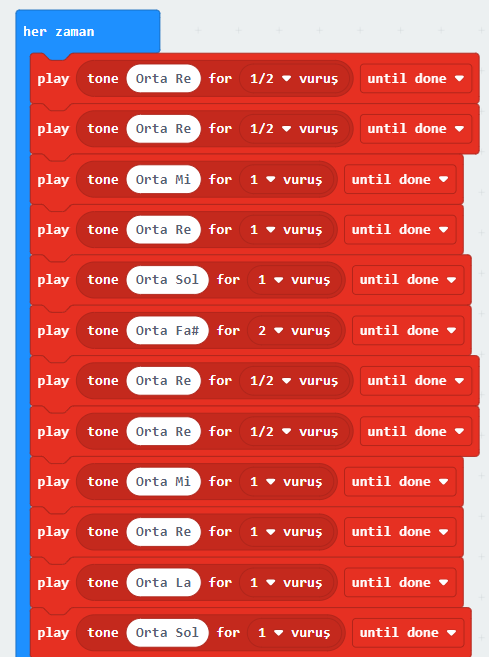 her zaman
play tone Orta Re for 1/2 vuruş until done
play tone Orta Re for 1/2 vuruş until done
play tone Orta Mi for 1 vuruş until done
play tone Orta Re for 1 vuruş until done
play tone Orta Sol for 1 vuruş until done
play tone Orta Fa# for 2 vuruş until done
play tone Orta Re for 1/2 vuruş until done
play tone Orta Re for 1/2 vuruş until done
play tone Orta Mi for 1 vuruş until done
play tone Orta Re for 1 vuruş until done
play tone Orta La for 1 vuruş until done
play tone Orta Sol for 1 vuruş until done